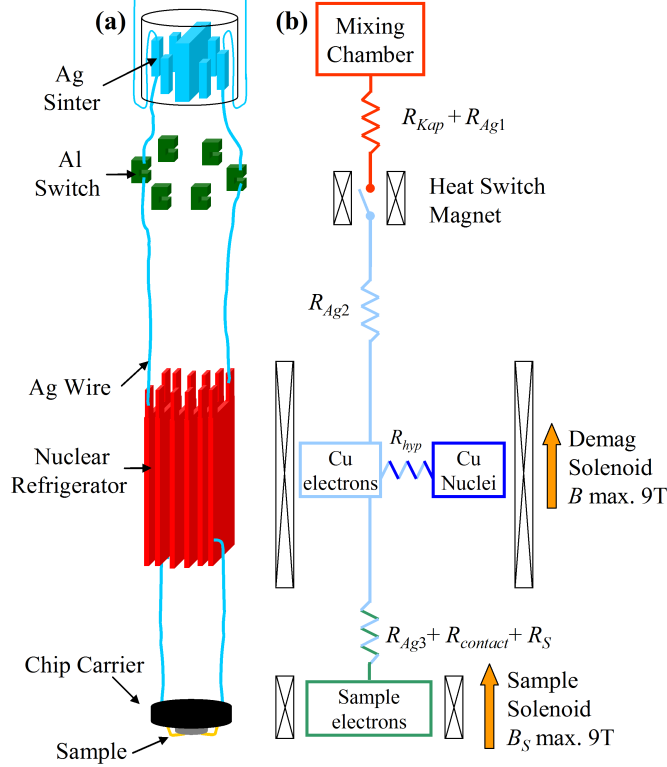 (a)
Ag
Sinter
Al
Switch
Ag Wire
Nuclear
Refrigerator
Chip Carrier
Sample
(b)
Mixing
Chamber
R_Kap + R_Ag1
Heat Switch
Magnet
R_Ag2
R_hyp
Cu
electrons
Cu
Nuclei
Demag
Solenoid
B max. 9T
R_Ag3 + R_contact + R_S
Sample
electrons
Sample
Solenoid
B_S max. 9T